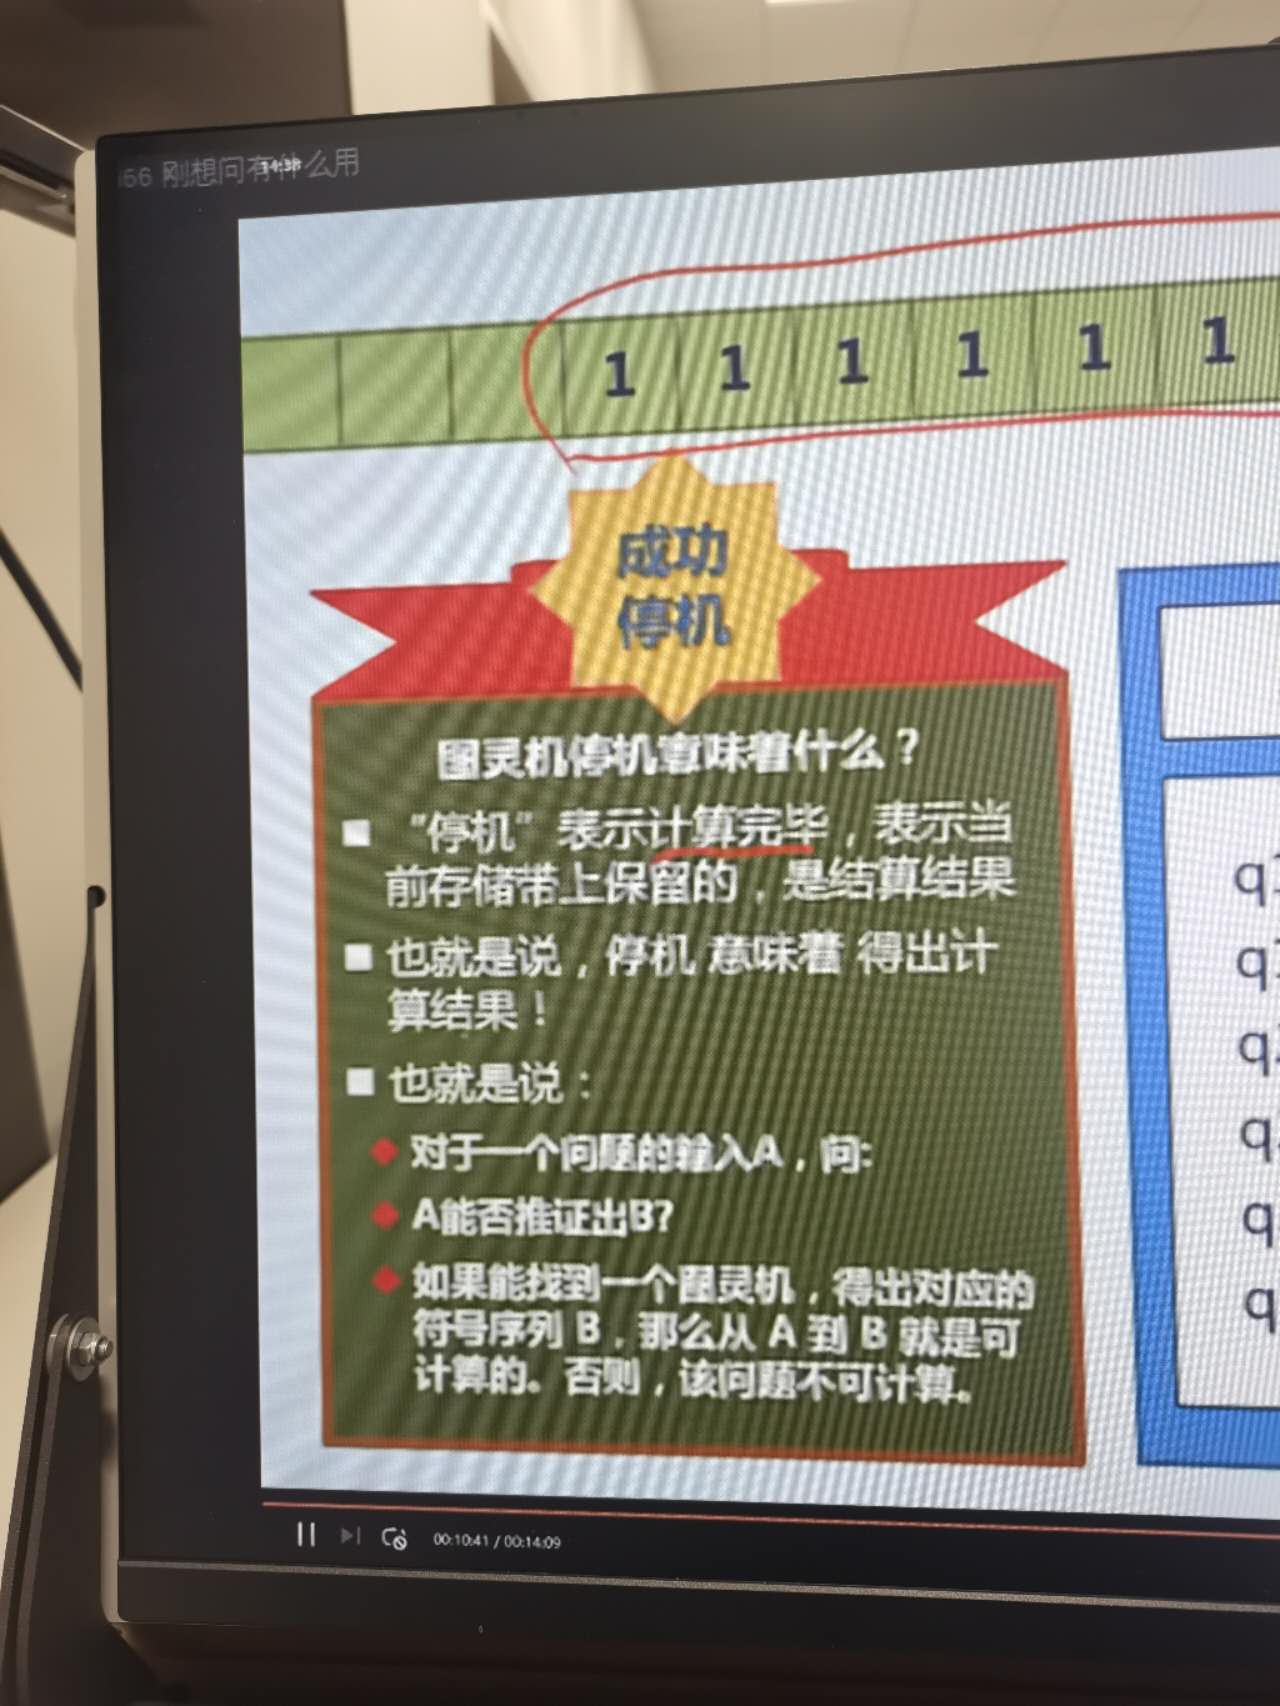 66 刚想问有什么用
14:38
1 1 1 1 1 1
成功
停机
图灵机停机意味着什么？
“停机”表示计算完毕，表示当
前存储带上保留的，是结算结果
也就是说，停机 意味着 得出计
算结果！
也就是说：
对于一个问题的输入A，问:
A能否推证出B?
如果能找到一个图灵机，得出对应的
符号序列 B，那么从 A 到 B 就是可
计算的。否则，该问题不可计算。
q
q
q
q
q
q
00:10:41 / 00:14:09